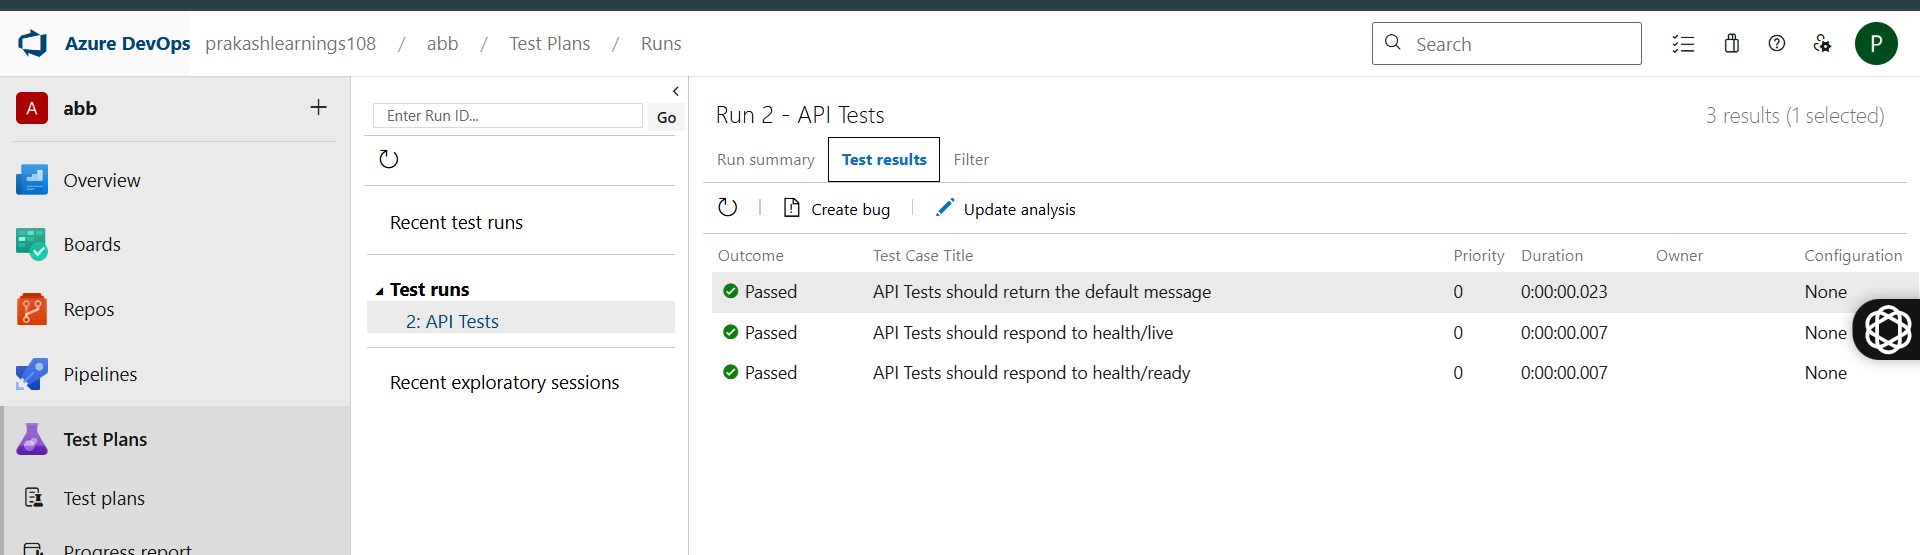 Azure DevOps prakashlearnings108 / abb / Test Plans / Runs
Search
P
A abb
Overview
Boards
Repos
Pipelines
Test Plans
Test plans
Progress report
Enter Run ID...
Go
Recent test runs
Test runs
2: API Tests
Recent exploratory sessions
Run 2 - API Tests
3 results (1 selected)
Run summary Test results Filter
Create bug Update analysis
Outcome Test Case Title Priority Duration Owner Configuration
Passed API Tests should return the default message 0 0:00:00.023 None
Passed API Tests should respond to health/live 0 0:00:00.007 None
Passed API Tests should respond to health/ready 0 0:00:00.007 None